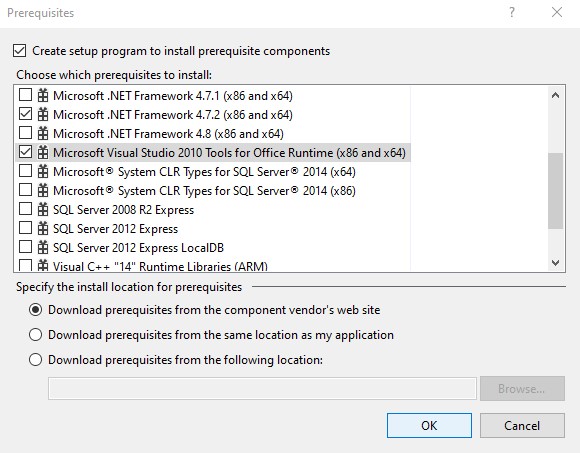 Prerequisites
Create setup program to install prerequisite components
Choose which prerequisites to install:
Microsoft .NET Framework 4.7.1 (x86 and x64)
Microsoft .NET Framework 4.7.2 (x86 and x64)
Microsoft .NET Framework 4.8 (x86 and x64)
Microsoft Visual Studio 2010 Tools for Office Runtime (x86 and x64)
Microsoft® System CLR Types for SQL Server® 2014 (x64)
Microsoft® System CLR Types for SQL Server® 2014 (x86)
SQL Server 2008 R2 Express
SQL Server 2012 Express
SQL Server 2012 Express LocalDB
Visual C++ "14" Runtime Libraries (ARM)
Specify the install location for prerequisites
Download prerequisites from the component vendor's web site
Download prerequisites from the same location as my application
Download prerequisites from the following location:
Browse...
OK
Cancel